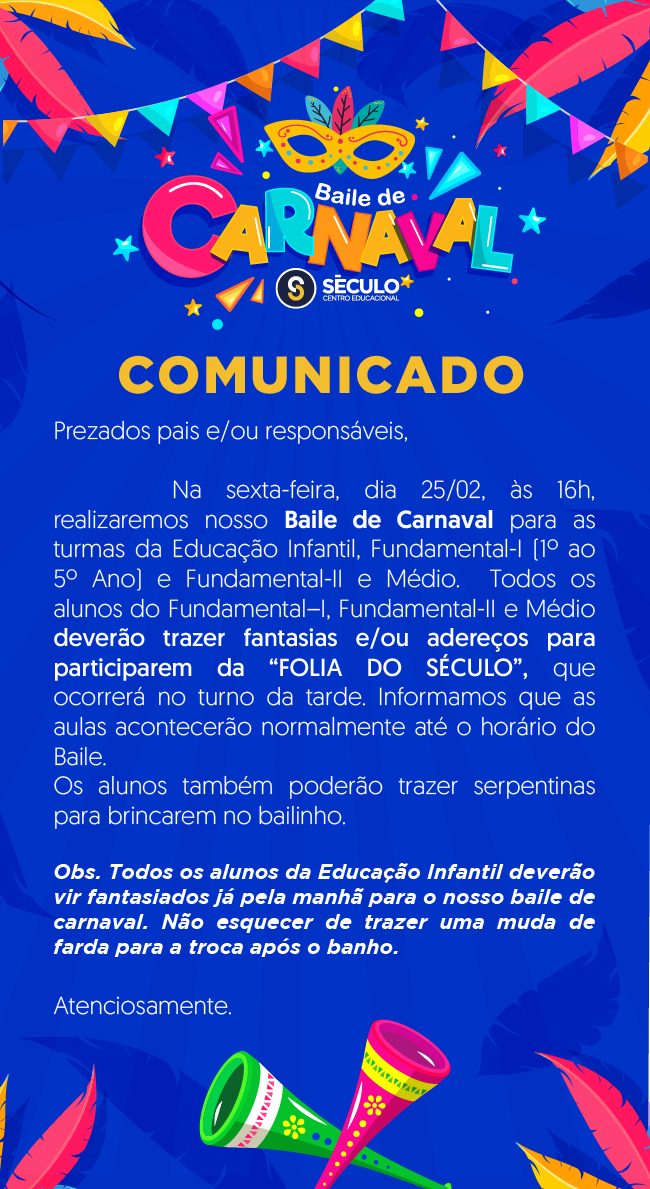 Baile de
CARNAVAL
SÉCULO
CENTRO EDUCACIONAL
COMUNICADO
Prezados pais e/ou responsáveis,
Na sexta-feira, dia 25/02, às 16h,
realizaremos nosso Baile de Carnaval para as
turmas da Educação Infantil, Fundamental-I (1º ao
5º Ano) e Fundamental-II e Médio. Todos os
alunos do Fundamental–I, Fundamental-II e Médio
deverão trazer fantasias e/ou adereços para
participarem da “FOLIA DO SÉCULO”, que
ocorrerá no turno da tarde. Informamos que as
aulas acontecerão normalmente até o horário do
Baile.
Os alunos também poderão trazer serpentinas
para brincarem no bailinho.
Obs. Todos os alunos da Educação Infantil deverão
vir fantasiados já pela manhã para o nosso baile de
carnaval. Não esquecer de trazer uma muda de
farda para a troca após o banho.
Atenciosamente.